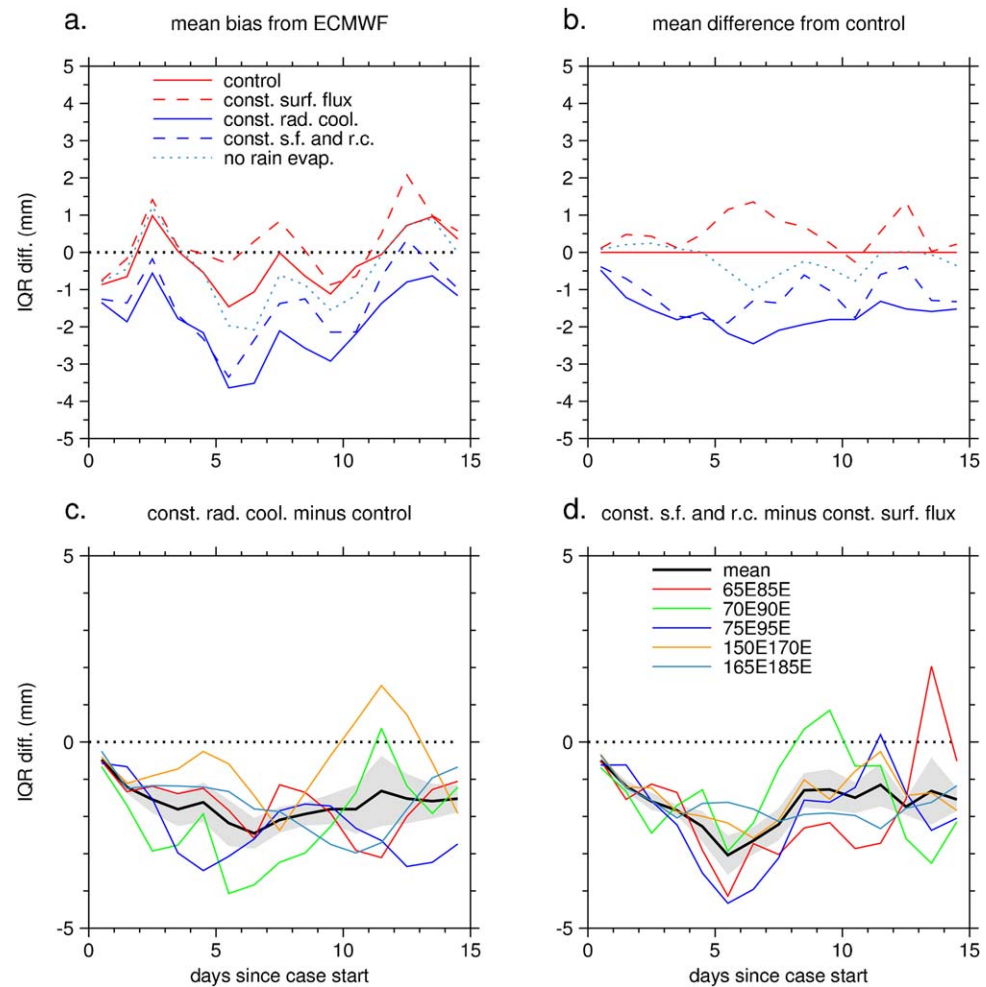 a. mean bias from ECMWF
5
4
3
2
1
0
-1
-2
-3
-4
-5
IQR diff. (mm)
control
const. surf. flux
const. rad. cool.
const. s.f. and r.c.
no rain evap.
0 5 10 15
b. mean difference from control
5
4
3
2
1
0
-1
-2
-3
-4
-5
0 5 10 15
c. const. rad. cool. minus control
5
0
-5
IQR diff. (mm)
0 5 10 15
days since case start
d. const. s.f. and r.c. minus const. surf. flux
5
0
-5
mean
65E85E
70E90E
75E95E
150E170E
165E185E
0 5 10 15
days since case start